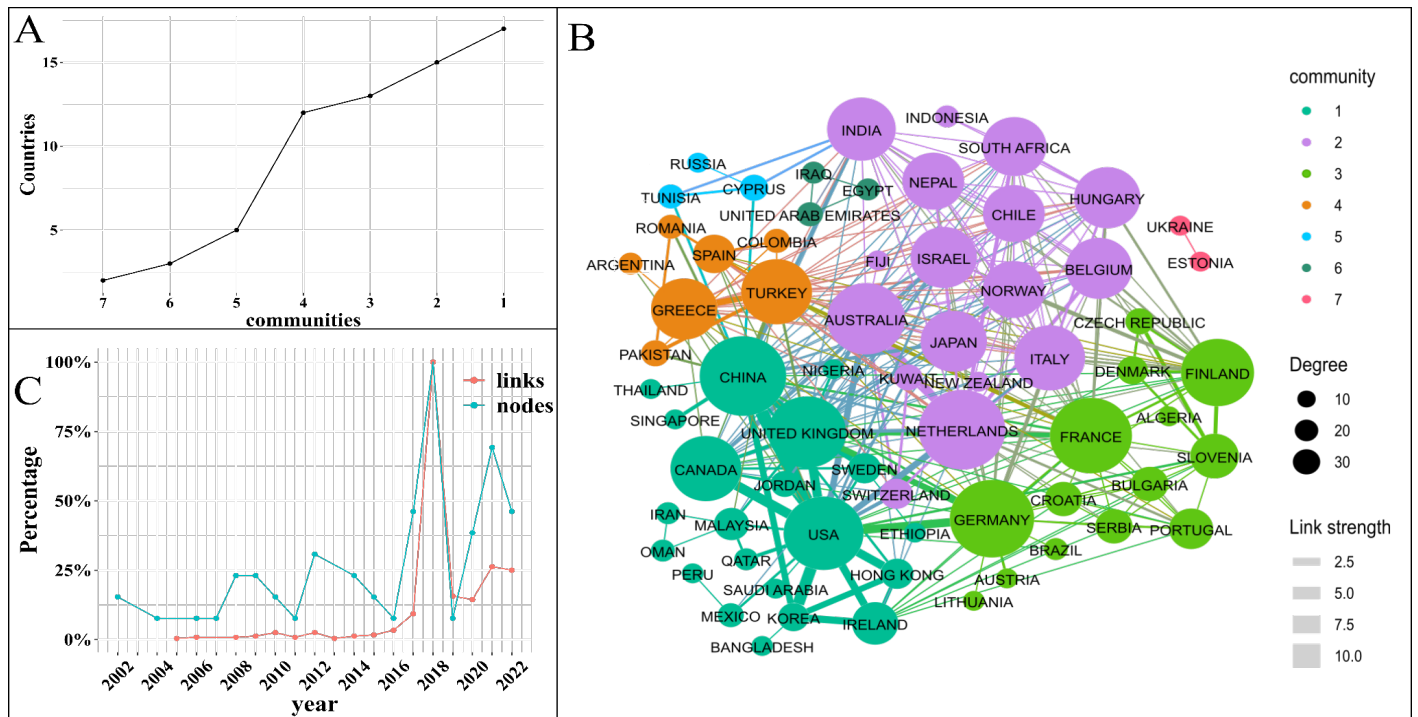 A
15
10
5
Countries
7
6
5
4
3
2
1
communities
C
100%
75%
50%
25%
0%
Percentage
links
nodes
2002
2004
2006
2008
2010
2012
2014
2016
2018
2020
2022
year
B
INDIA
INDONESIA
SOUTH AFRICA
RUSSIA
IRAQ
NEPAL
TUNISIA
CYPRUS
EGYPT
HUNGARY
UNITED ARAB EMIRATES
CHILE
ROMANIA
COLOMBIA
UKRAINE
SPAIN
FIJI
ISRAEL
BELGIUM
ESTONIA
ARGENTINA
TURKEY
NORWAY
GREECE
AUSTRALIA
CZECH REPUBLIC
PAKISTAN
JAPAN
ITALY
CHINA
NIGERIA
KUWAIT
NEW ZEALAND
DENMARK
FINLAND
THAILAND
SINGAPORE
ALGERIA
UNITED KINGDOM
NETHERLANDS
FRANCE
SLOVENIA
CANADA
SWEDEN
JORDAN
SWITZERLAND
CROATIA
BULGARIA
IRAN
MALAYSIA
USA
ETHIOPIA
GERMANY
SERBIA
PORTUGAL
OMAN
QATAR
BRAZIL
PERU
SAUDI ARABIA
HONG KONG
AUSTRIA
LITHUANIA
MEXICO
KOREA
IRELAND
BANGLADESH
community
1
2
3
4
5
6
7
Degree
10
20
30
Link strength
2.5
5.0
7.5
10.0